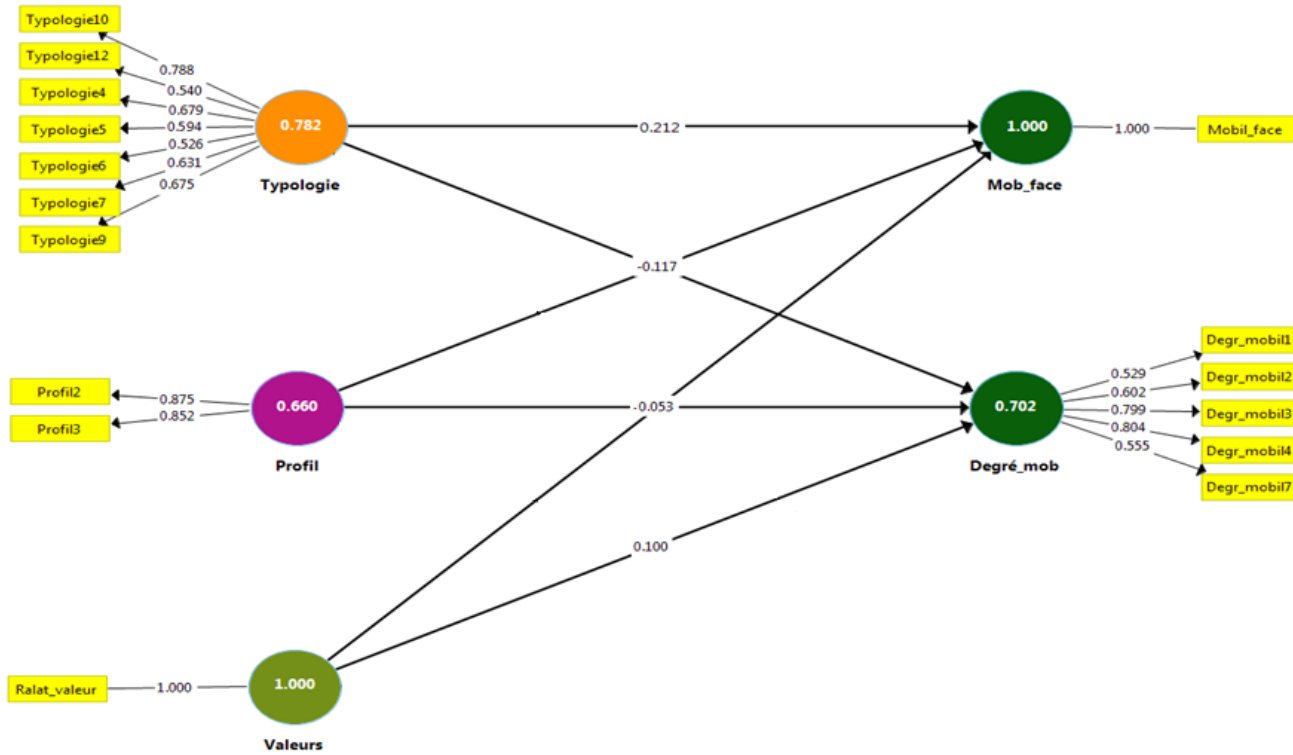 Typologie10
Typologie12
Typologie4
Typologie5
Typologie6
Typologie7
Typologie9
0.788
0.540
0.679
0.594
0.526
0.631
0.675
0.782
Typologie
0.212
1.000
Mob_face
1.000
Mobil_face
-0.117
Profil2
Profil3
0.875
0.852
0.660
Profil
-0.053
0.702
Degré_mob
0.529
0.602
0.799
0.804
0.555
Degr_mobil1
Degr_mobil2
Degr_mobil3
Degr_mobil4
Degr_mobil7
0.100
Ralat_valeur
1.000
1.000
Valeurs